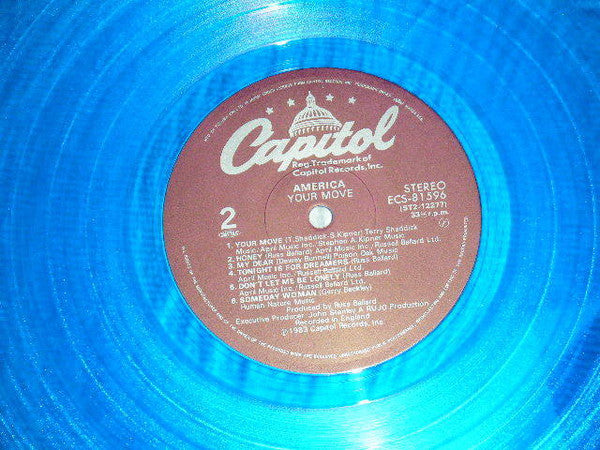 Capitol
Reg. Trademark of
Capitol Records, Inc.
AMERICA
YOUR MOVE
STEREO
ECS-81596
(ST2-12277)
33⅓ r.p.m.
2
1. YOUR MOVE (T. Shaddick-S. Kipner) Terry Shaddick
Music, April Music Inc., Stephen A. Kipner Music
2. HONEY (Russ Ballard) April Music Inc./Russell Ballard Ltd.
3. MY DEAR (Dewey Bunnell) Poison Oak Music
4. TONIGHT IS FOR DREAMERS (Russ Ballard)
April Music Inc./Russell Ballard Ltd.
5. DON'T LET ME BE LONELY (Russ Ballard)
April Music Inc./Russell Ballard Ltd.
6. SOMEDAY WOMAN (Gerry Beckley)
Human Nature Music
Produced by Russ Ballard
Executive Producer: John Stanley A RUJO Production
Recorded in England
℗1983 Capitol Records, Inc.